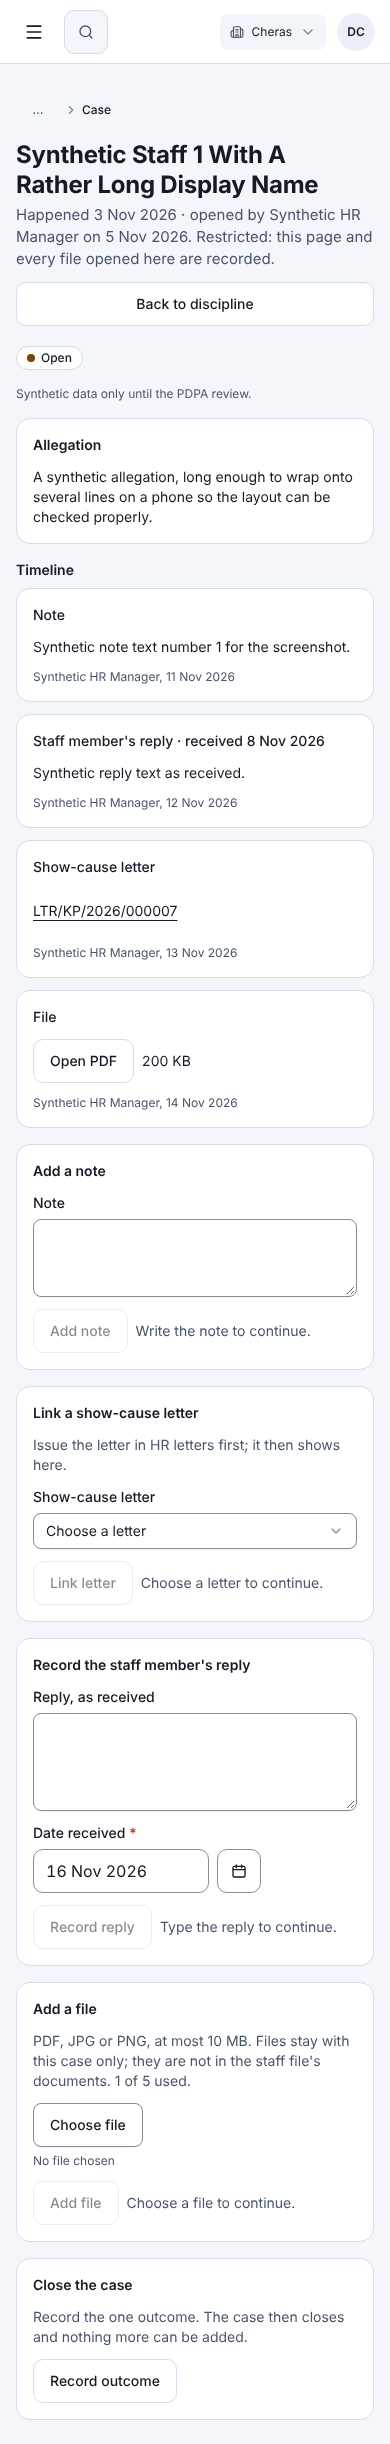 Cheras
DC
... > Case
Synthetic Staff 1 With A
Rather Long Display Name
Happened 3 Nov 2026 · opened by Synthetic HR
Manager on 5 Nov 2026. Restricted: this page and
every file opened here are recorded.
Back to discipline
Open
Synthetic data only until the PDPA review.
Allegation
A synthetic allegation, long enough to wrap onto
several lines on a phone so the layout can be
checked properly.
Timeline
Note
Synthetic note text number 1 for the screenshot.
Synthetic HR Manager, 11 Nov 2026
Staff member's reply · received 8 Nov 2026
Synthetic reply text as received.
Synthetic HR Manager, 12 Nov 2026
Show-cause letter
LTR/KP/2026/000007
Synthetic HR Manager, 13 Nov 2026
File
Open PDF 200 KB
Synthetic HR Manager, 14 Nov 2026
Add a note
Note
Add note Write the note to continue.
Link a show-cause letter
Issue the letter in HR letters first; it then shows
here.
Show-cause letter
Choose a letter
Link letter Choose a letter to continue.
Record the staff member's reply
Reply, as received
Date received *
16 Nov 2026
Record reply Type the reply to continue.
Add a file
PDF, JPG or PNG, at most 10 MB. Files stay with
this case only; they are not in the staff file's
documents. 1 of 5 used.
Choose file
No file chosen
Add file Choose a file to continue.
Close the case
Record the one outcome. The case then closes
and nothing more can be added.
Record outcome